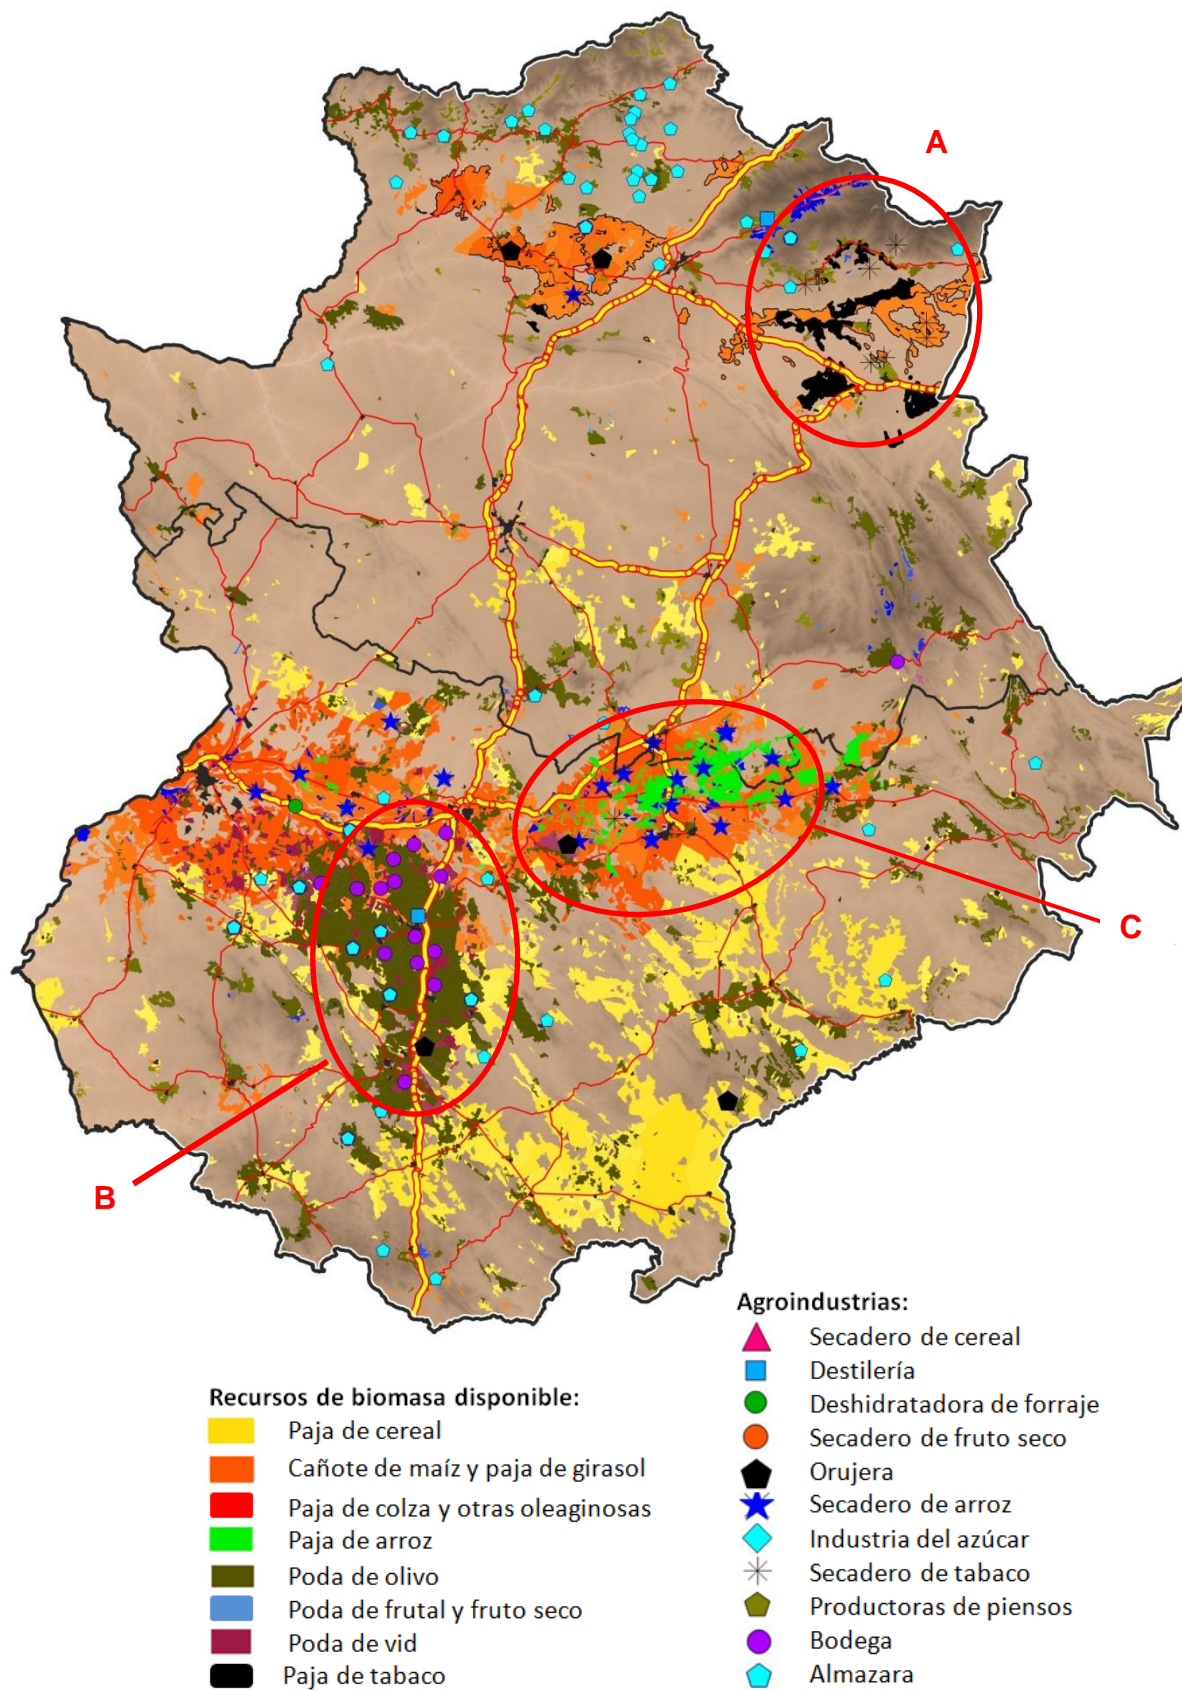 A
C
B
Agroindustrias:
Secadero de cereal
Destilería
Deshidratadora de forraje
Secadero de fruto seco
Orujera
Secadero de arroz
Industria del azúcar
Secadero de tabaco
Productoras de piensos
Bodega
Almazara
Recursos de biomasa disponible:
Paja de cereal
Cañote de maíz y paja de girasol
Paja de colza y otras oleaginosas
Paja de arroz
Poda de olivo
Poda de frutal y fruto seco
Poda de vid
Paja de tabaco